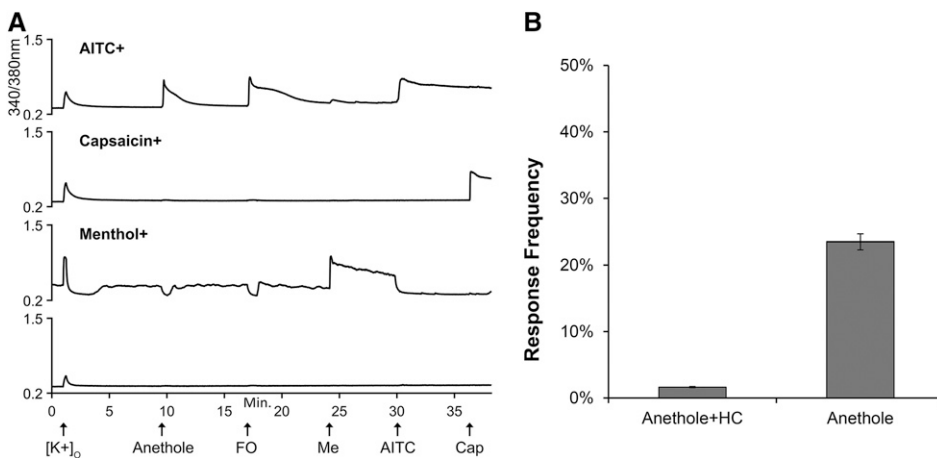 A
340/380nm
1.5
AITC+
0.2
1.5
Capsaicin+
0.2
1.5
Menthol+
0.2
1.5
0.2
Min.
0 5 10 15 20 25 30 35
[K+]o Anethole FO Me AITC Cap
B
Response Frequency
50%
40%
30%
20%
10%
0%
Anethole+HC Anethole